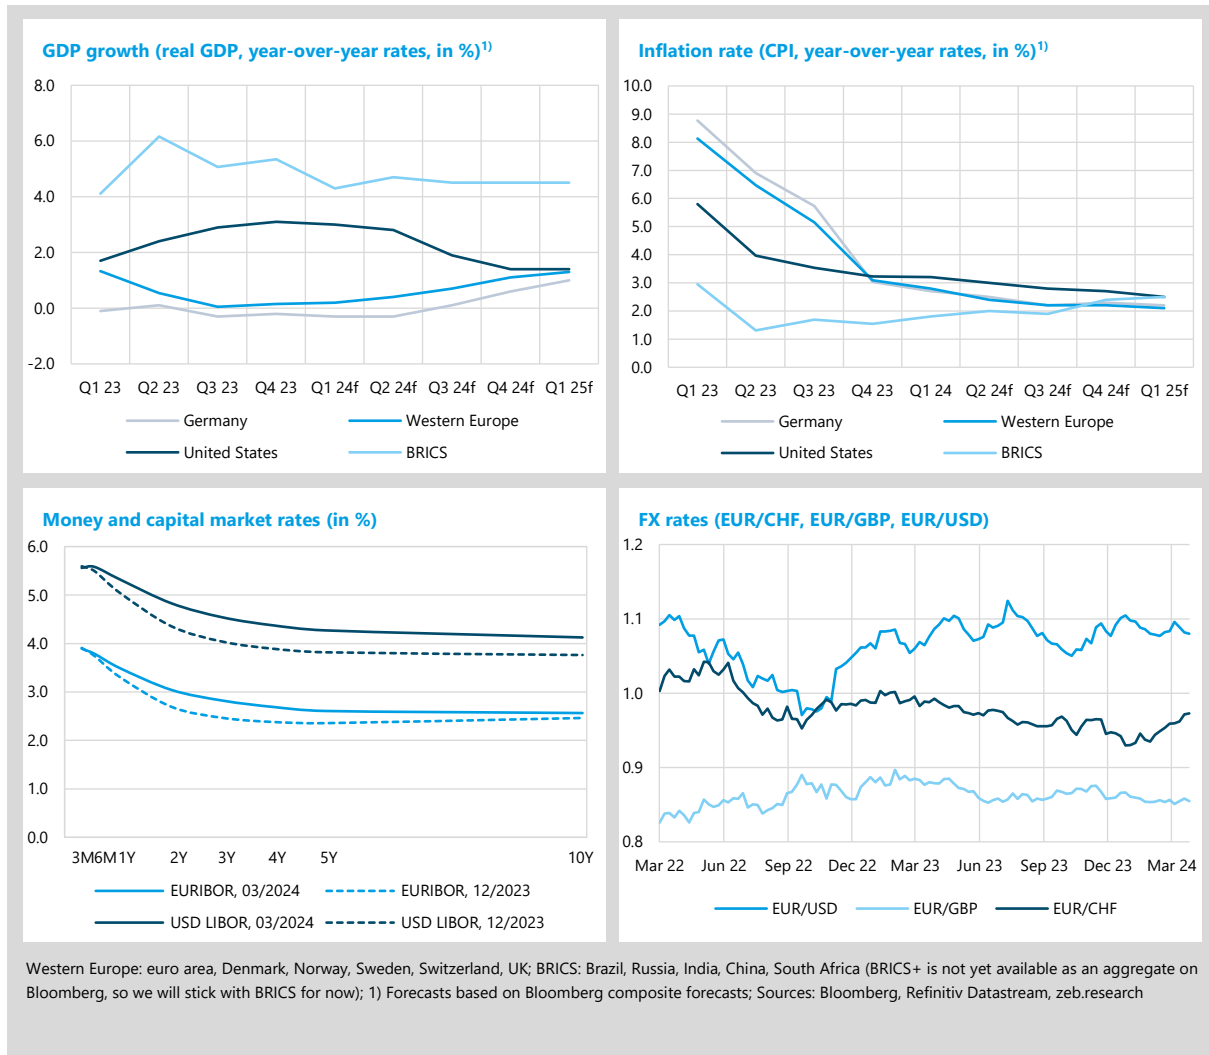 GDP growth (real GDP, year-over-year rates, in %)1)
8.0
6.0
4.0
2.0
0.0
-2.0
Q1 23 Q2 23 Q3 23 Q4 23 Q1 24f Q2 24f Q3 24f Q4 24f Q1 25f
Germany Western Europe
United States BRICS
Inflation rate (CPI, year-over-year rates, in %)1)
10.0
9.0
8.0
7.0
6.0
5.0
4.0
3.0
2.0
1.0
0.0
Q1 23 Q2 23 Q3 23 Q4 23 Q1 24 Q2 24f Q3 24f Q4 24f Q1 25f
Germany Western Europe
United States BRICS
Money and capital market rates (in %)
6.0
5.0
4.0
3.0
2.0
1.0
0.0
3M 6M 1Y 2Y 3Y 4Y 5Y 10Y
EURIBOR, 03/2024 EURIBOR, 12/2023
USD LIBOR, 03/2024 USD LIBOR, 12/2023
FX rates (EUR/CHF, EUR/GBP, EUR/USD)
1.2
1.1
1.0
0.9
0.8
Mar 22 Jun 22 Sep 22 Dec 22 Mar 23 Jun 23 Sep 23 Dec 23 Mar 24
EUR/USD EUR/GBP EUR/CHF
Western Europe: euro area, Denmark, Norway, Sweden, Switzerland, UK; BRICS: Brazil, Russia, India, China, South Africa (BRICS+ is not yet available as an aggregate on
Bloomberg, so we will stick with BRICS for now); 1) Forecasts based on Bloomberg composite forecasts; Sources: Bloomberg, Refinitiv Datastream, zeb.research